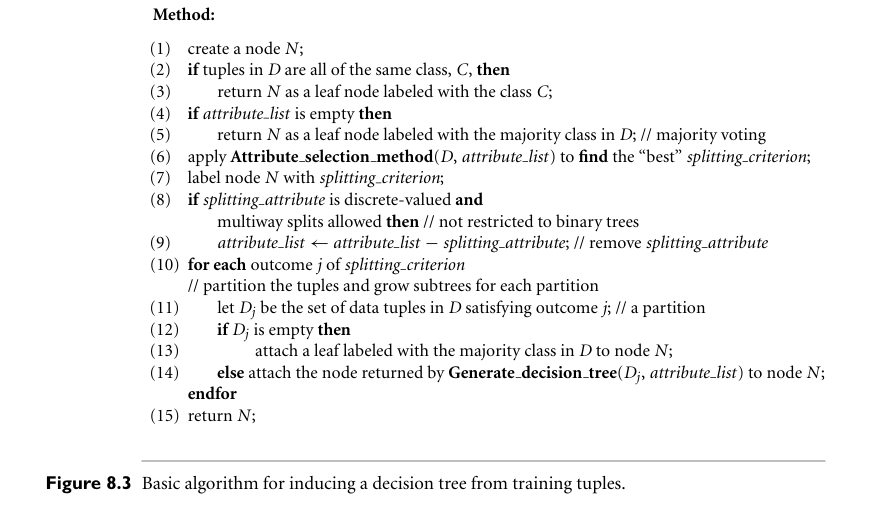 Method:
(1) create a node N;
(2) if tuples in D are all of the same class, C, then
(3) return N as a leaf node labeled with the class C;
(4) if attribute_list is empty then
(5) return N as a leaf node labeled with the majority class in D; // majority voting
(6) apply Attribute_selection_method(D, attribute_list) to find the “best” splitting_criterion;
(7) label node N with splitting_criterion;
(8) if splitting_attribute is discrete-valued and
multiway splits allowed then // not restricted to binary trees
(9) attribute_list ← attribute_list − splitting_attribute; // remove splitting_attribute
(10) for each outcome j of splitting_criterion
// partition the tuples and grow subtrees for each partition
(11) let Dj be the set of data tuples in D satisfying outcome j; // a partition
(12) if Dj is empty then
(13) attach a leaf labeled with the majority class in D to node N;
(14) else attach the node returned by Generate_decision_tree(Dj, attribute_list) to node N;
endfor
(15) return N;
Figure 8.3 Basic algorithm for inducing a decision tree from training tuples.